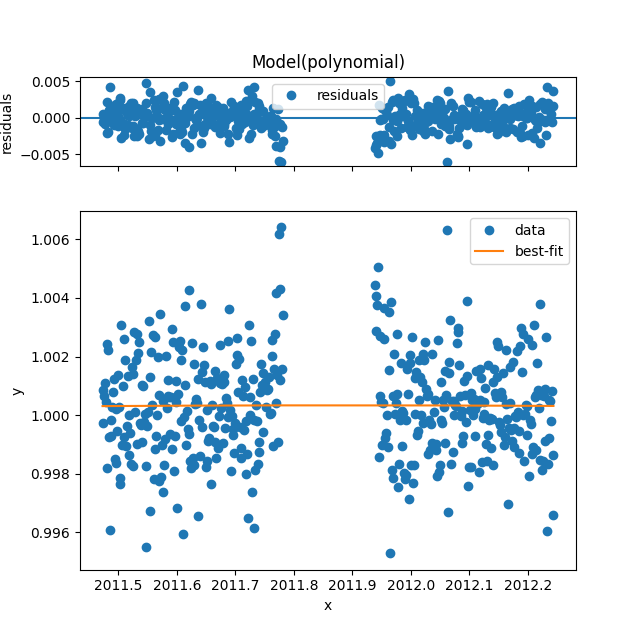 Model(polynomial)
0.005
0.000
−0.005
residuals
residuals
1.006
1.004
1.002
1.000
0.998
0.996
y
data
best-fit
2011.5 2011.6 2011.7 2011.8 2011.9 2012.0 2012.1 2012.2
x